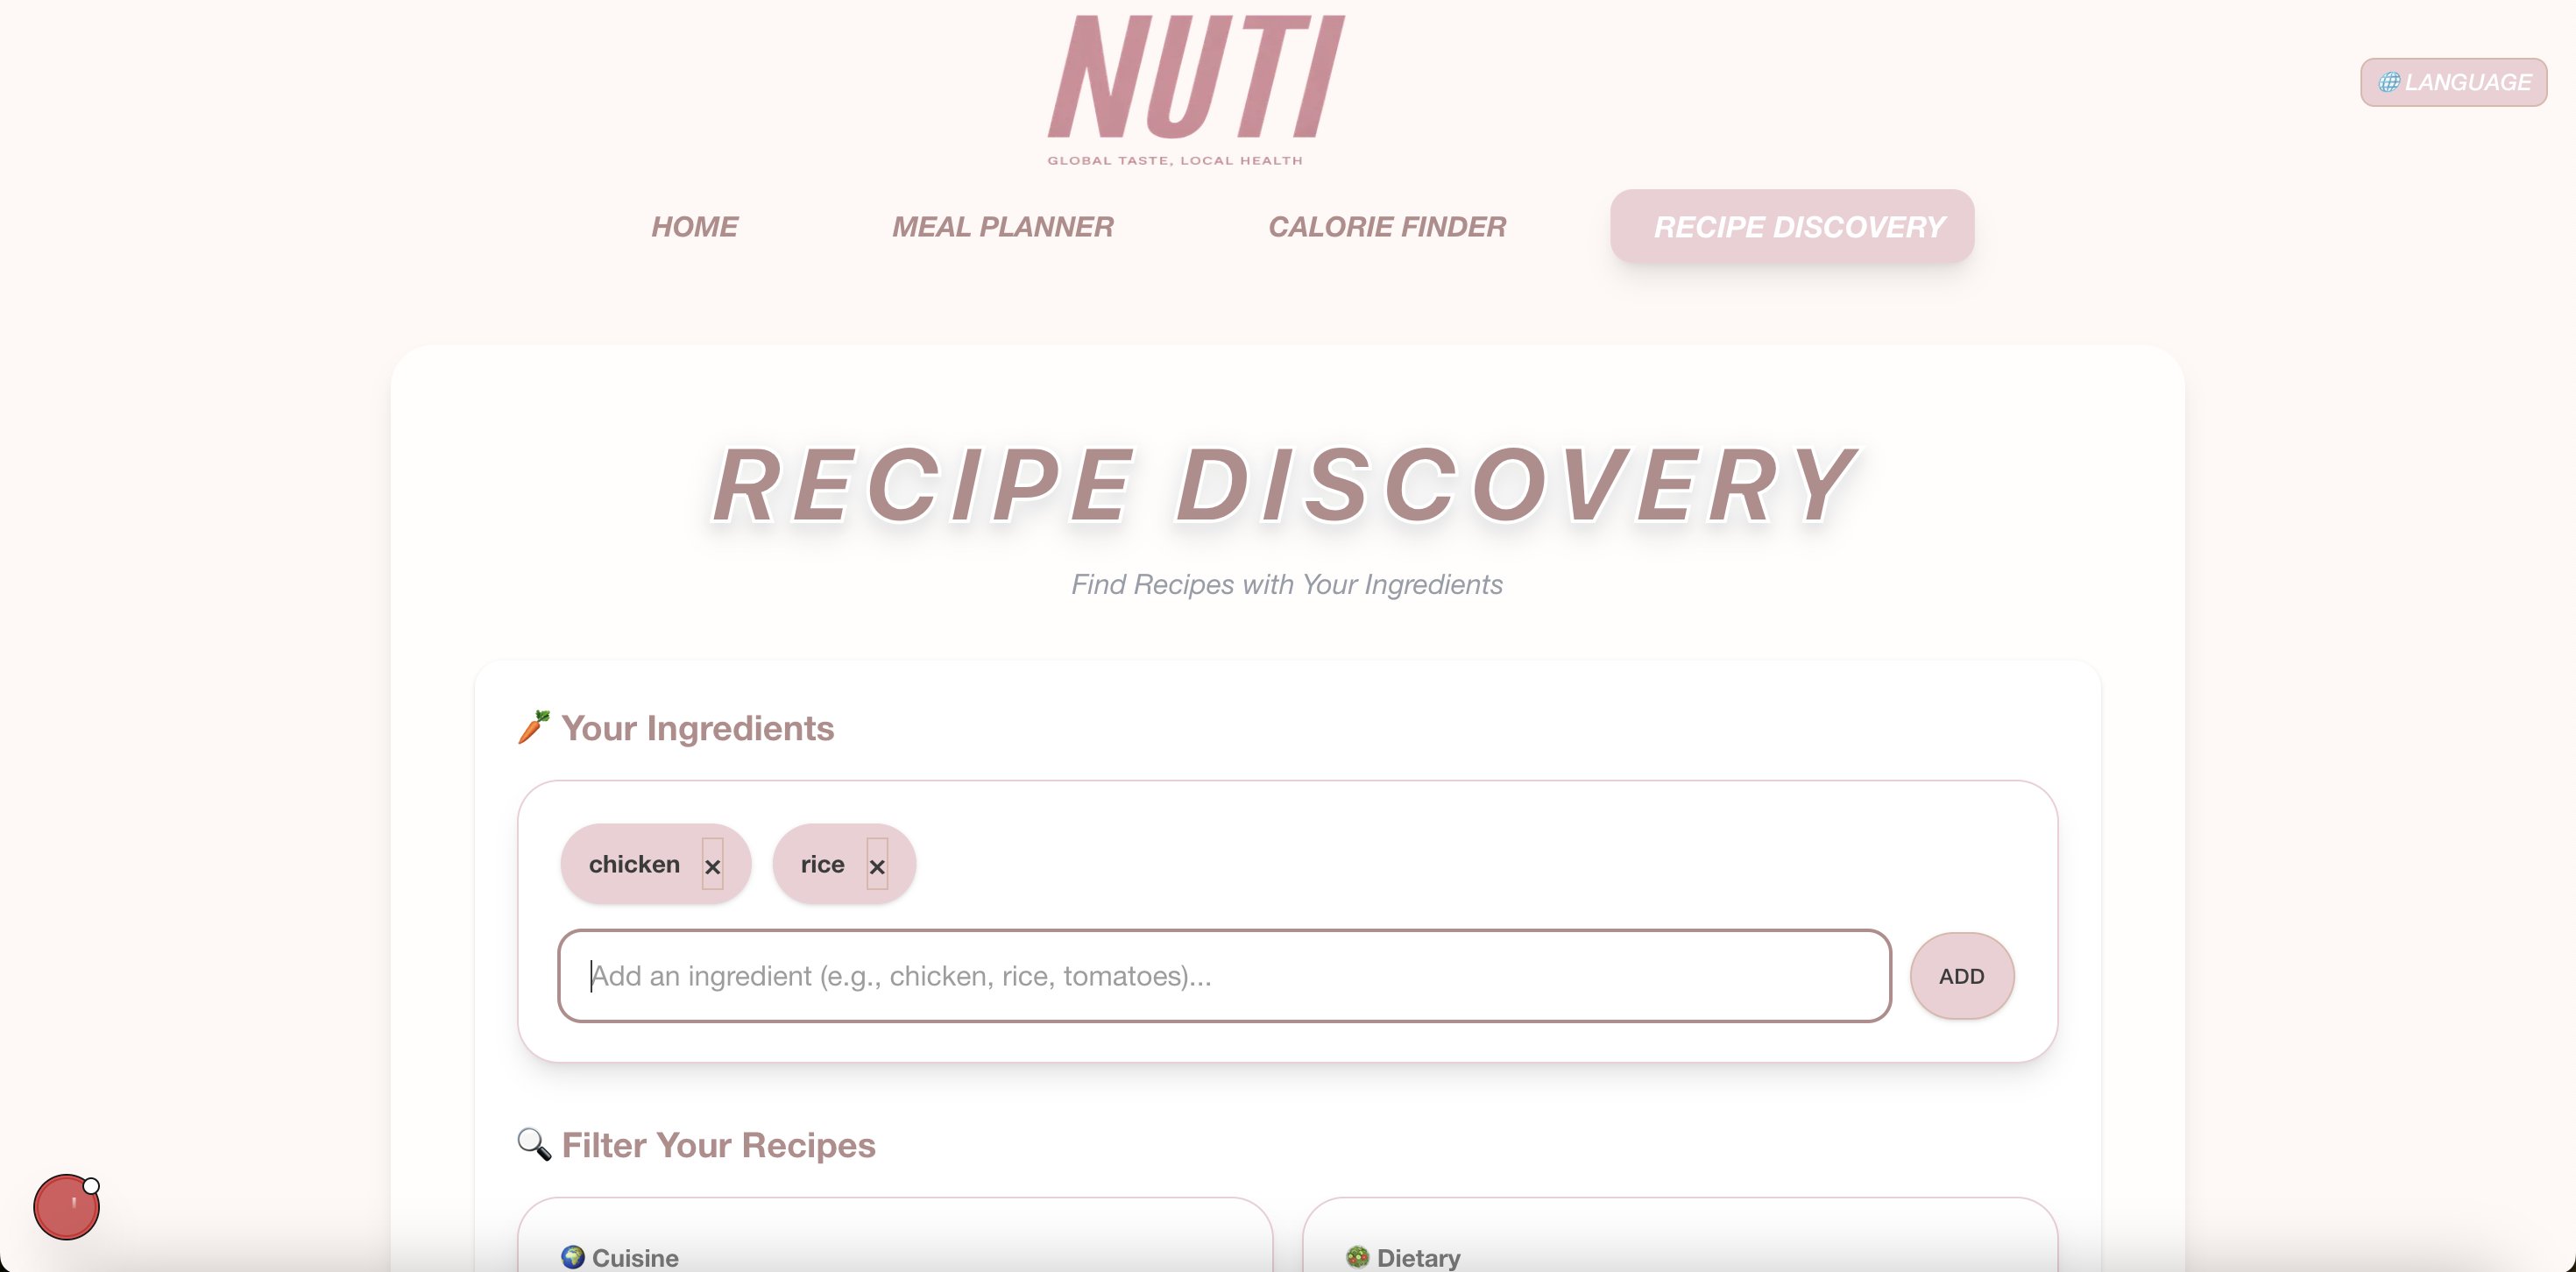 NUTI
GLOBAL TASTE, LOCAL HEALTH
🌐 LANGUAGE
HOME
MEAL PLANNER
CALORIE FINDER
RECIPE DISCOVERY
RECIPE DISCOVERY
Find Recipes with Your Ingredients
🥕 Your Ingredients
chicken ×
rice ×
Add an ingredient (e.g., chicken, rice, tomatoes)...
ADD
🔍 Filter Your Recipes
🌍 Cuisine
🥗 Dietary